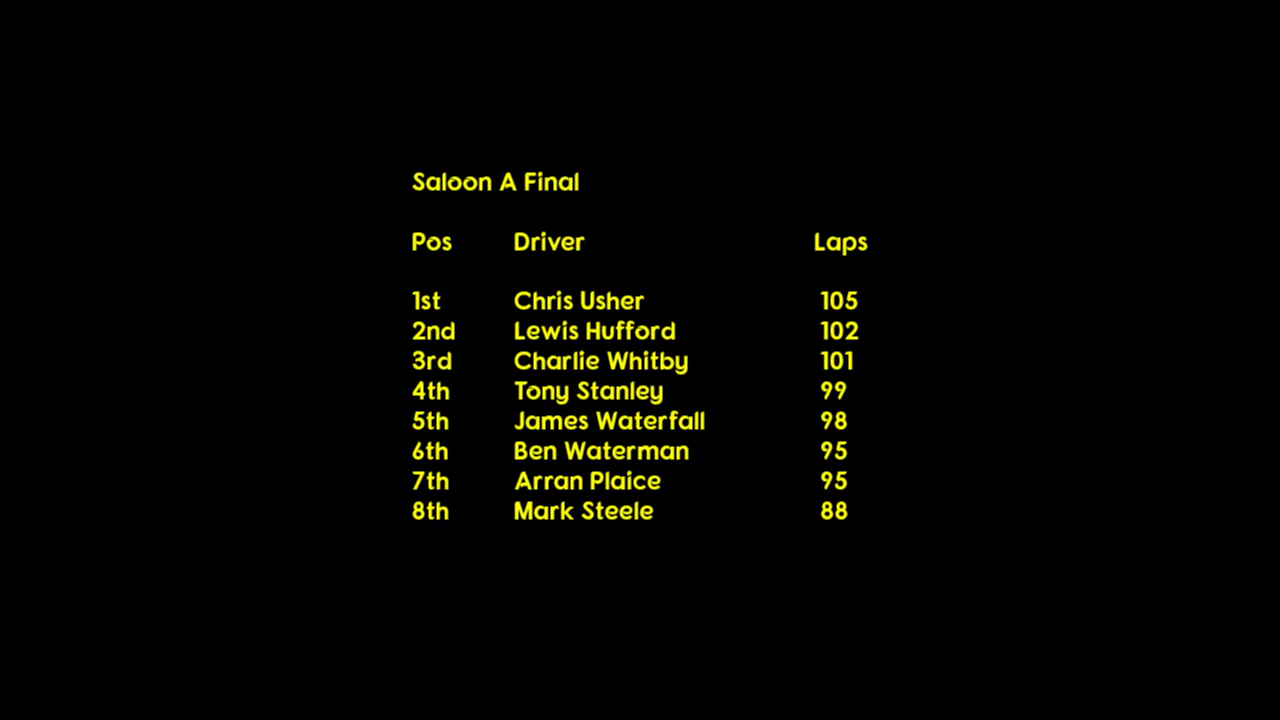 Saloon A Final
Pos Driver Laps
1st Chris Usher 105
2nd Lewis Hufford 102
3rd Charlie Whitby 101
4th Tony Stanley 99
5th James Waterfall 98
6th Ben Waterman 95
7th Arran Plaice 95
8th Mark Steele 88